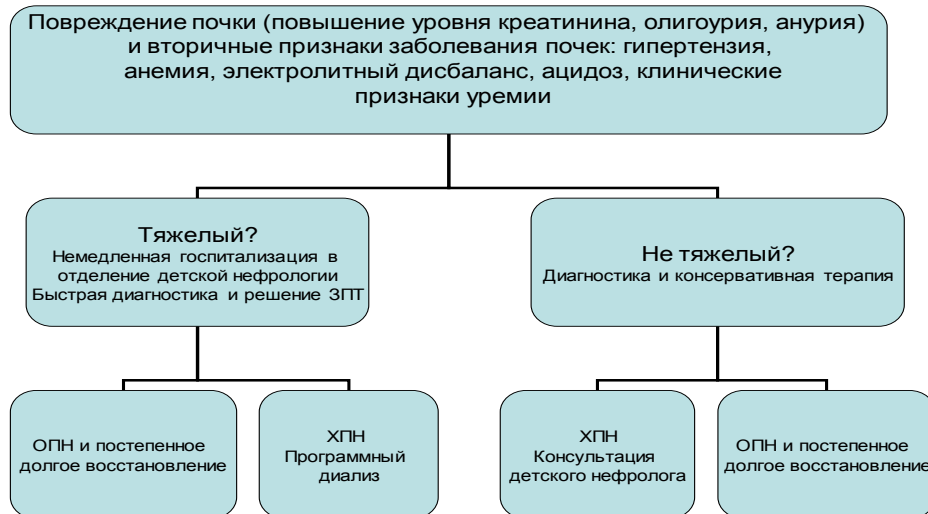 Повреждение почки (повышение уровня креатинина, олигоурия, анурия)
и вторичные признаки заболевания почек: гипертензия,
анемия, электролитный дисбаланс, ацидоз, клинические
признаки уремии
Тяжелый?
Немедленная госпитализация в
отделение детской нефрологии
Быстрая диагностика и решение ЗПТ
Не тяжелый?
Диагностика и консервативная терапия
ОПН и постепенное
долгое восстановление
ХПН
Программный
диализ
ХПН
Консультация
детского нефролога
ОПН и постепенное
долгое восстановление